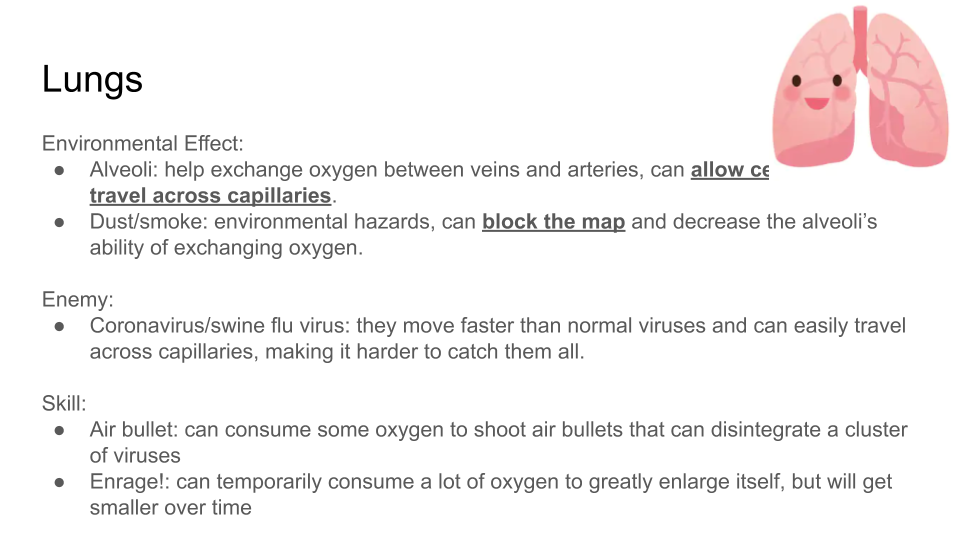 Lungs
Environmental Effect:
● Alveoli: help exchange oxygen between veins and arteries, can allow
travel across capillaries.
● Dust/smoke: environmental hazards, can block the map and decrease the alveoli’s
ability of exchanging oxygen.
Enemy:
● Coronavirus/swine flu virus: they move faster than normal viruses and can easily travel
across capillaries, making it harder to catch them all.
Skill:
● Air bullet: can consume some oxygen to shoot air bullets that can disintegrate a cluster
of viruses
● Enrage!: can temporarily consume a lot of oxygen to greatly enlarge itself, but will get
smaller over time